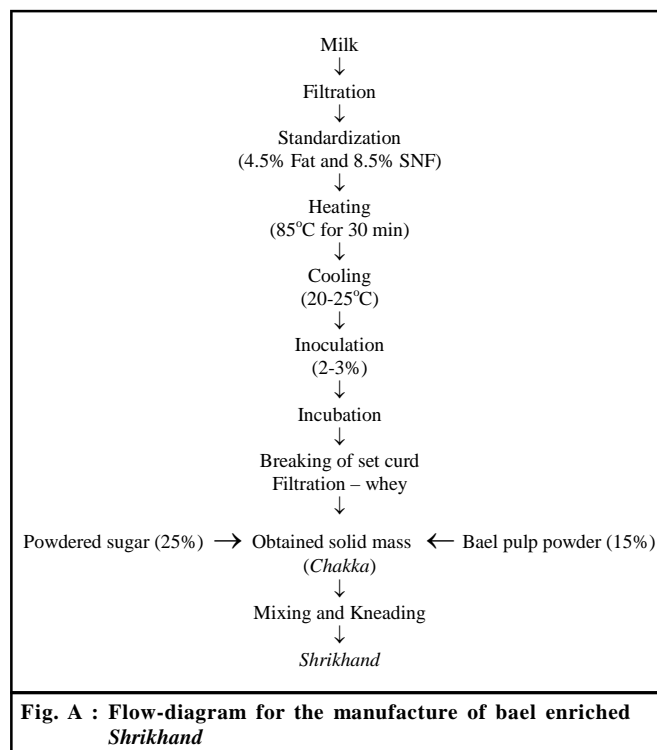 Milk
↓
Filtration
↓
Standardization
(4.5% Fat and 8.5% SNF)
↓
Heating
(85°C for 30 min)
↓
Cooling
(20-25°C)
↓
Inoculation
(2-3%)
↓
Incubation
↓
Breaking of set curd
Filtration – whey
↓
Powdered sugar (25%) → Obtained solid mass ← Bael pulp powder (15%)
(Chakka)
↓
Mixing and Kneading
↓
Shrikhand
Fig. A : Flow-diagram for the manufacture of bael enriched
Shrikhand